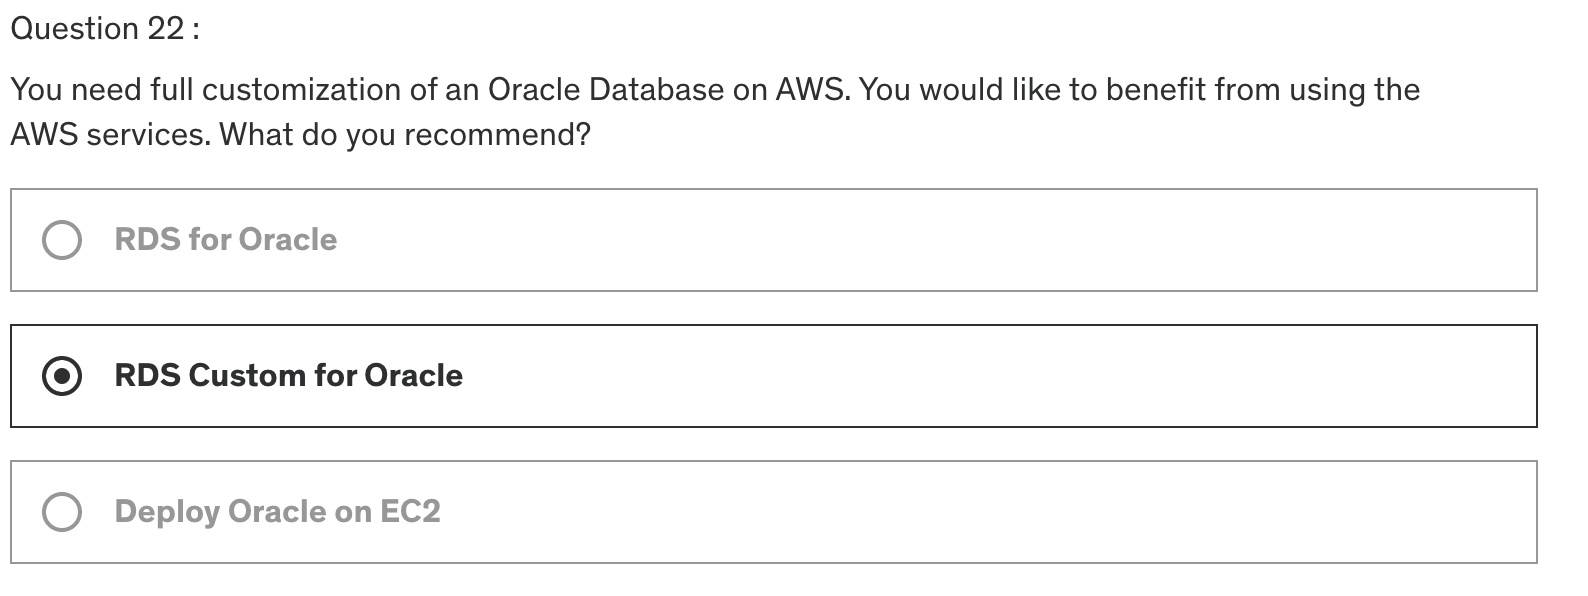 Question 22 :
You need full customization of an Oracle Database on AWS. You would like to benefit from using the
AWS services. What do you recommend?
RDS for Oracle
RDS Custom for Oracle
Deploy Oracle on EC2